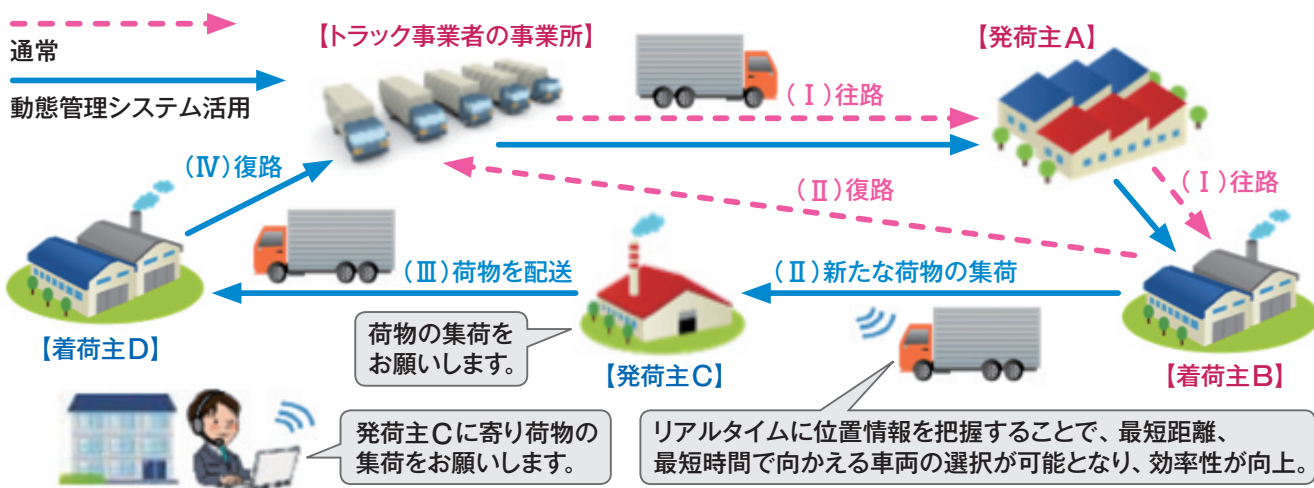 通常
動態管理システム活用
【トラック事業者の事業所】
【発荷主A】
(Ⅰ)往路
(Ⅰ)往路
(Ⅱ)復路
(Ⅳ)復路
(Ⅲ)荷物を配送
(Ⅱ)新たな荷物の集荷
【着荷主D】
荷物の集荷を
お願いします。
【発荷主C】
【着荷主B】
発荷主Cに寄り荷物の
集荷をお願いします。
リアルタイムに位置情報を把握することで、最短距離、
最短時間で向かえる車両の選択が可能となり、効率性が向上。